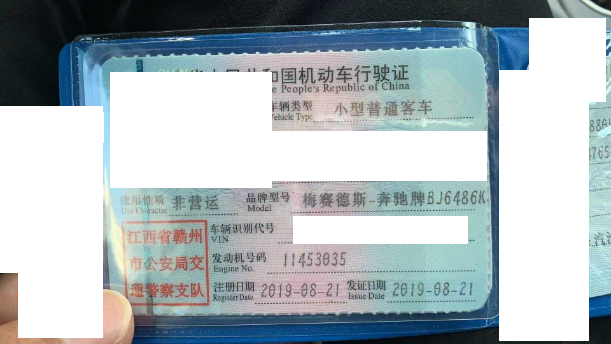 和国机动车行驶证
People's Republic of China
车辆类型 小型普通客车
Vehicle Type
使用性质 非营运 品牌型号 梅赛德斯-奔驰牌BJ6486K
Use Character Model
江西省赣州
市公安局交
通警察支队
车辆识别代号
VIN
发动机号码 11453035
Engine No.
注册日期 2019-08-21 发证日期 2019-08-21
Register Date Issue Date